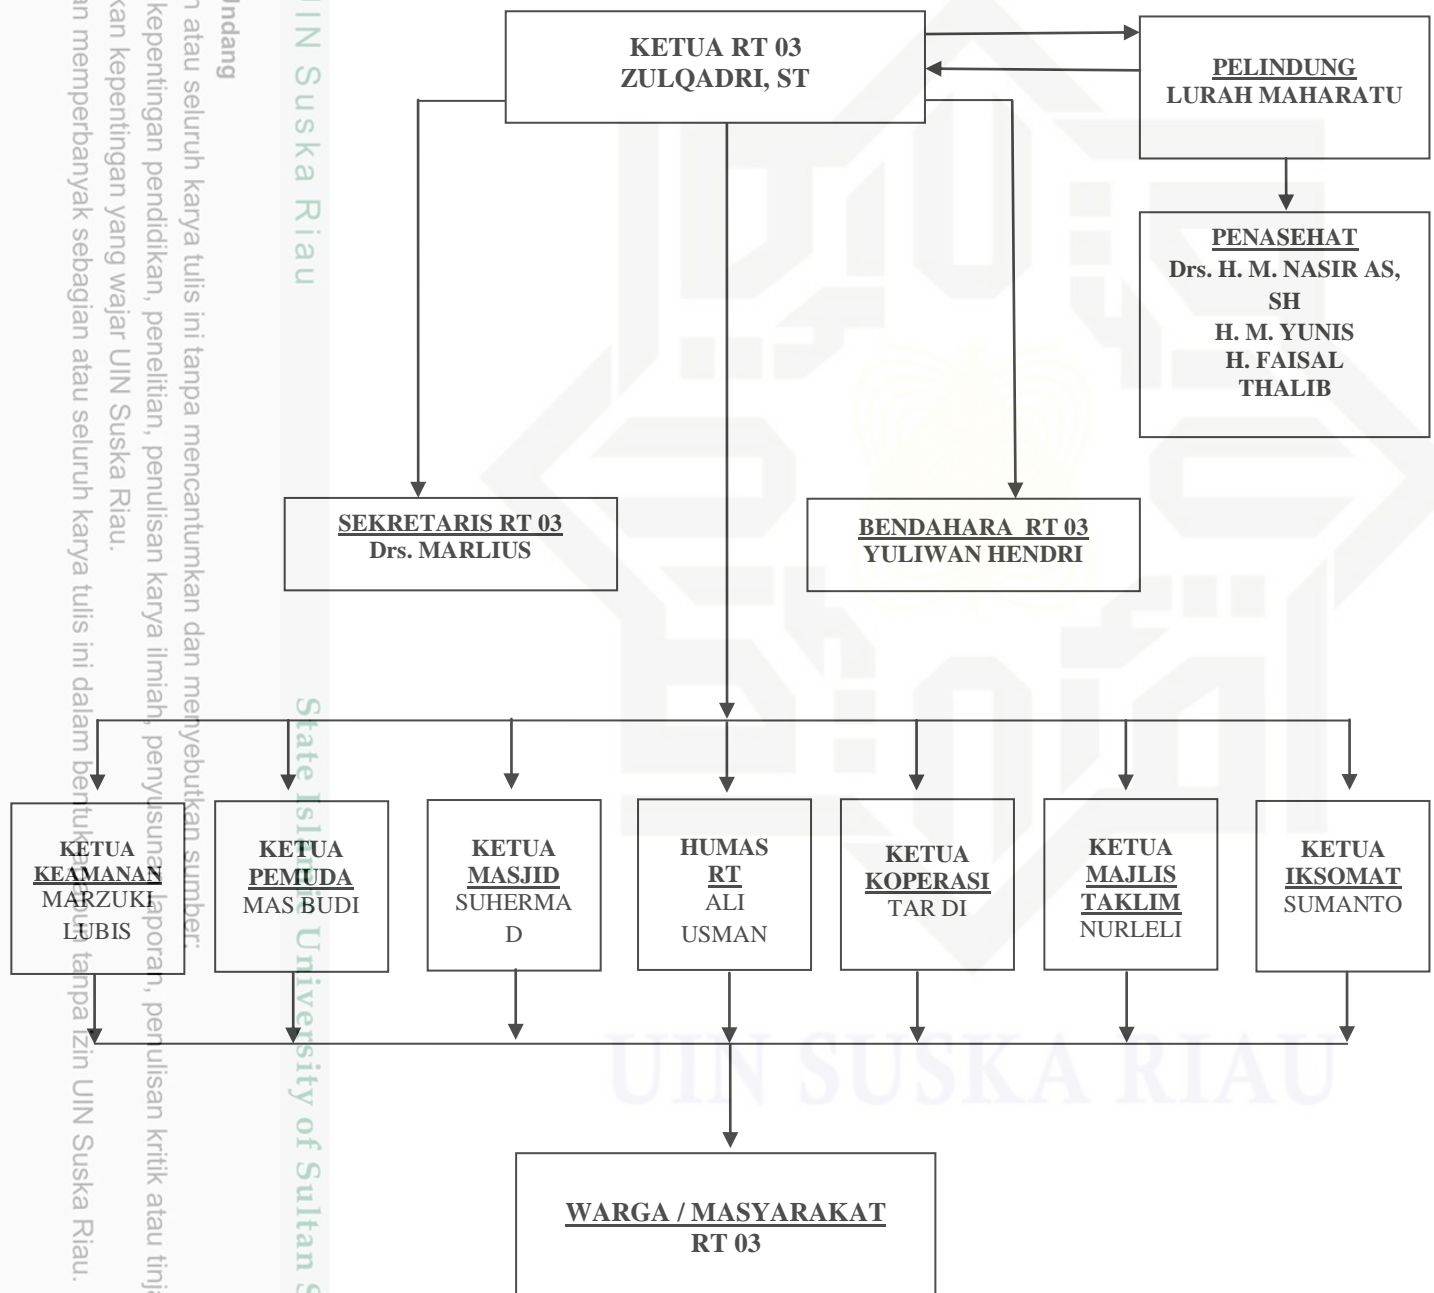 KETUA RT 03
ZULQADRI, ST
PELINDUNG
LURAH MAHARATU
PENASEHAT
Drs. H. M. NASIR AS,
SH
H. M. YUNIS
H. FAISAL
THALIB
SEKRETARIS RT 03
Drs. MARLIUS
BENDAHARA RT 03
YULIWAN HENDRI
KETUA
KEAMANAN
MARZUKI
LUBIS
KETUA
PEMUDA
MAS BUDI
KETUA
MASJID
SUHERMA
D
HUMAS
RT
ALI
USMAN
KETUA
KOPERASI
TAR DI
KETUA
MAJLIS
TAKLIM
NURLELI
KETUA
IKSOMAT
SUMANTO
WARGA / MASYARAKAT
RT 03
UIN SUSKA RIAU
IN Suska Riau
State Islamic University of Sultan
Undang
atau seluruh karya tulis ini tanpa mencantumkan dan menyebutkan sumber:
kepentingan pendidikan, penelitian, penulisan karya ilmiah, penyusunan laporan, penulisan kritik atau tinja
kan kepentingan yang wajar UIN Suska Riau.
an memperbanyak sebagian atau seluruh karya tulis ini dalam bentuk apapun tanpa izin UIN Suska Riau.